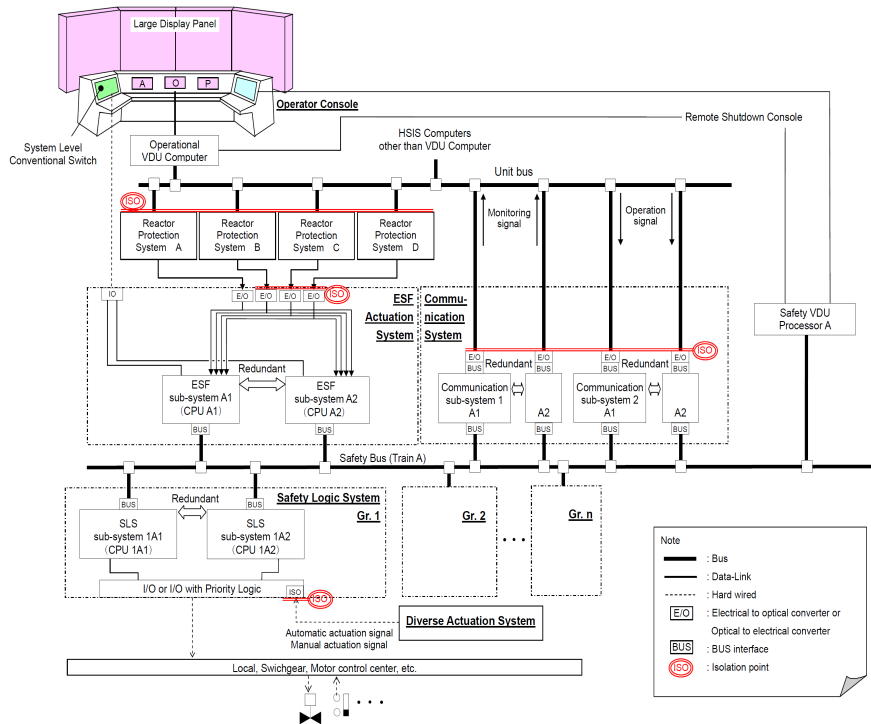 Large Display Panel
A
O
P
Operator Console
System Level
Conventional Switch
Operational
VDU Computer
HSIS Computers
other than VDU Computer
Remote Shutdown Console
Unit bus
ISO
Reactor
Protection
System A
Reactor
Protection
System B
Reactor
Protection
System C
Reactor
Protection
System D
Monitoring
signal
Operation
signal
IO
E/O
E/O
E/O
E/O
ISO
ESF
Actuation
System
Commu-
nication
System
Safety VDU
Processor A
ISO
E/O
BUS
Redundant
E/O
BUS
E/O
BUS
Redundant
E/O
BUS
Redundant
ESF
sub-system A1
(CPU A1)
ESF
sub-system A2
(CPU A2)
Communication
sub-system 1
A1
A2
Communication
sub-system 2
A1
A2
BUS
BUS
BUS
BUS
BUS
BUS
Safety Bus (Train A)
BUS
Redundant
BUS
Safety Logic System
Gr. 1
Gr. 2
• • •
Gr. n
SLS
sub-system 1A1
(CPU 1A1)
SLS
sub-system 1A2
(CPU 1A2)
I/O or I/O with Priority Logic
ISO
ISO
Automatic actuation signal
Manual actuation signal
Diverse Actuation System
Local, Swichgear, Motor control center, etc.
• • •
Note
: Bus
: Data-Link
: Hard wired
E/O : Electrical to optical converter or
Optical to electrical converter
BUS : BUS interface
ISO : Isolation point